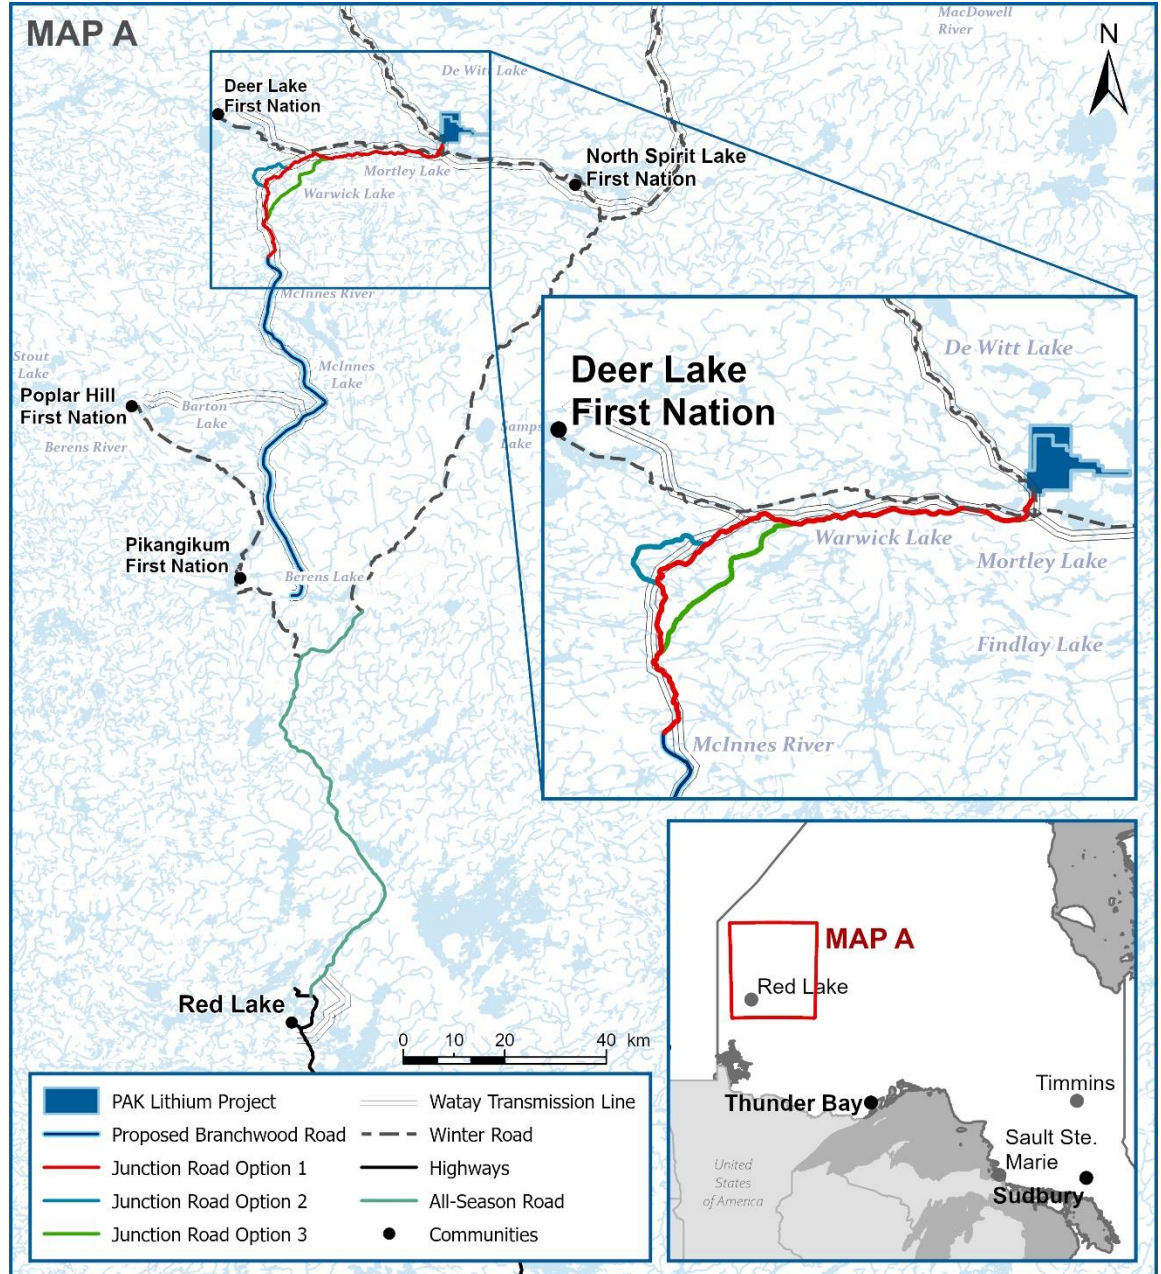 MAP A
MacDowell
River
N
De Witt Lake
Deer Lake
First Nation
North Spirit Lake
First Nation
Mortley Lake
Warwick Lake
McInnes River
McInnes
Lake
Stout
Lake
Poplar Hill
First Nation
Barton
Lake
Berens River
Lake
Pikangikum
First Nation
Berens Lake
De Witt Lake
Deer Lake
First Nation
Warwick Lake
Mortley Lake
Findlay Lake
McInnes River
Red Lake
0 10 20 40 km
PAK Lithium Project
Proposed Branchwood Road
Junction Road Option 1
Junction Road Option 2
Junction Road Option 3
Watay Transmission Line
Winter Road
Highways
All-Season Road
Communities
MAP A
Red Lake
Timmins
Thunder Bay
Sault Ste.
Marie
Sudbury
United
States
of America